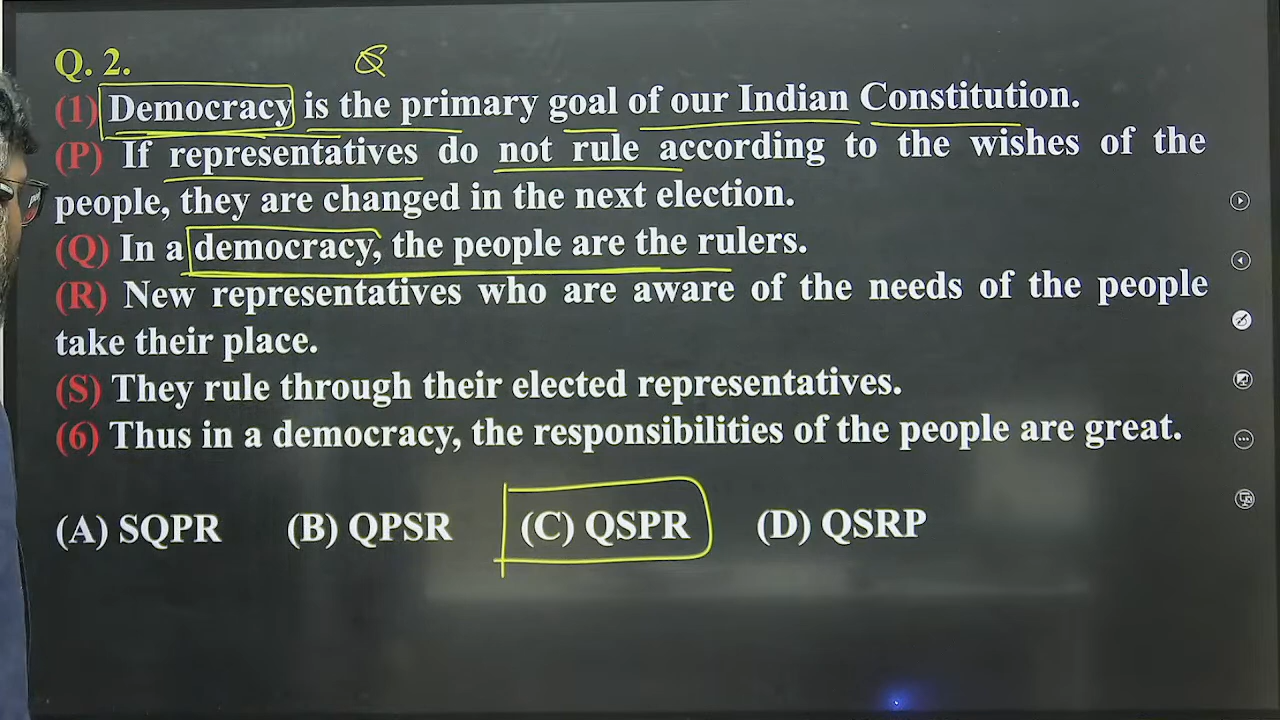 Q. 2.
Q
(1) Democracy is the primary goal of our Indian Constitution.
(P) If representatives do not rule according to the wishes of the
people, they are changed in the next election.
(Q) In a democracy, the people are the rulers.
(R) New representatives who are aware of the needs of the people
take their place.
(S) They rule through their elected representatives.
(6) Thus in a democracy, the responsibilities of the people are great.
(A) SQPR (B) QPSR (C) QSPR (D) QSRP